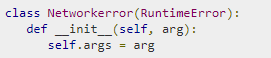 class Networkerror(RuntimeError):
   def __init__(self, arg):
      self.args = arg